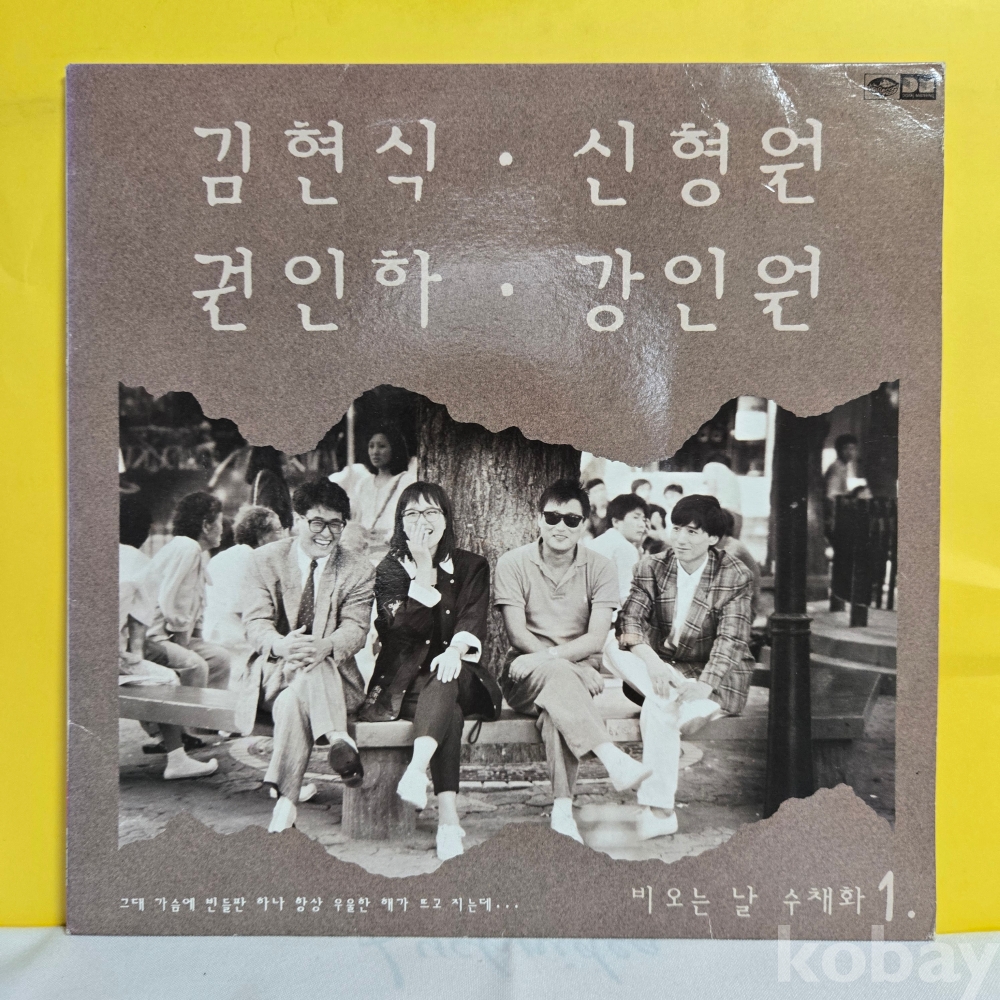 김현식 · 신형원
권인하 · 강인원
그대 가슴에 빈들판 하나 항상 우울한 해가 뜨고 지는데...
비오는 날 수채화 1.
kobay